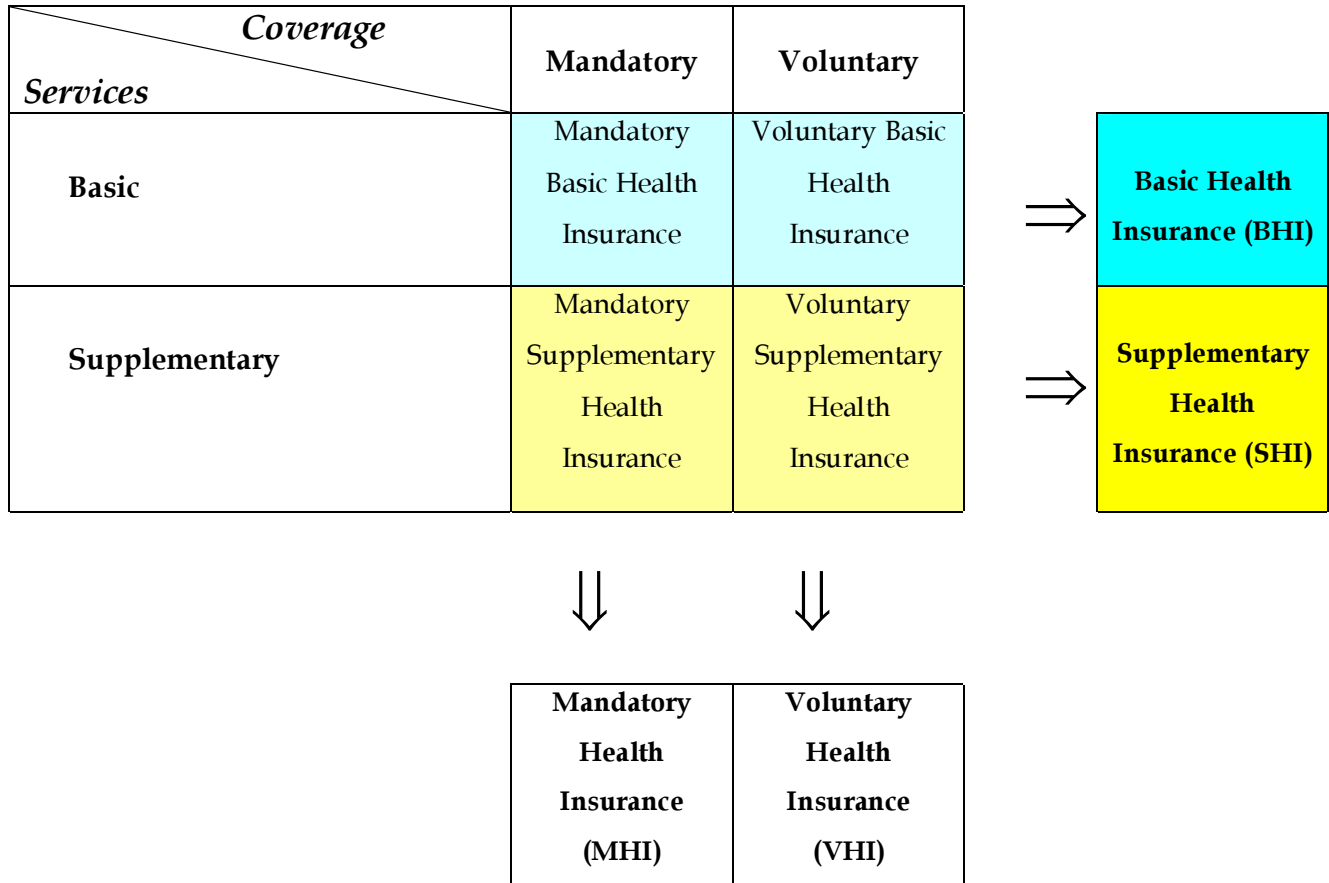 Coverage
Services
Mandatory
Voluntary
Basic
Mandatory
Basic Health
Insurance
Voluntary Basic
Health
Insurance
⇒
Basic Health
Insurance (BHI)
Supplementary
Mandatory
Supplementary
Health
Insurance
Voluntary
Supplementary
Health
Insurance
⇒
Supplementary
Health
Insurance (SHI)
⇓
⇓
Mandatory
Health
Insurance
(MHI)
Voluntary
Health
Insurance
(VHI)